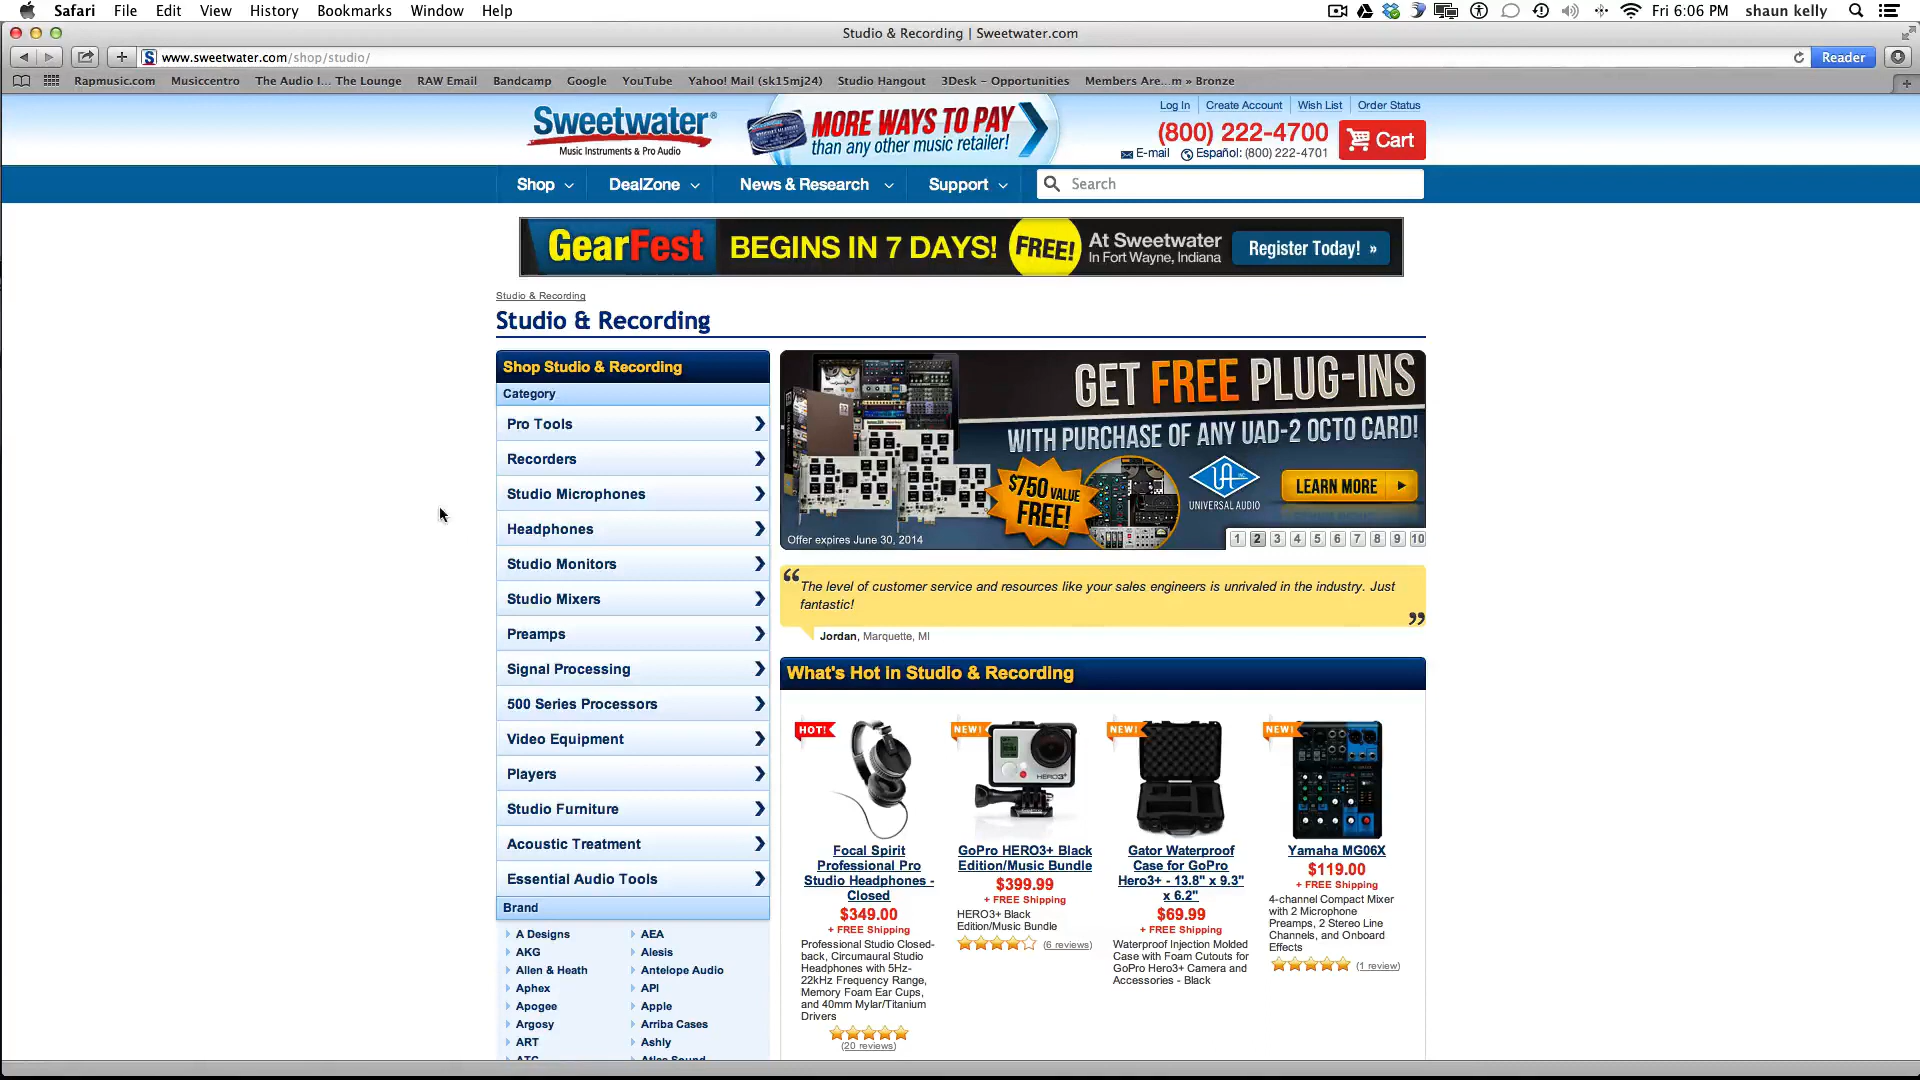 Safari File Edit View History Bookmarks Window Help
Fri 6:06 PM shaun kelly
Studio & Recording | Sweetwater.com
www.sweetwater.com/shop/studio/
Reader
Rapmusic.com Musiccentro The Audio I... The Lounge RAW Email Bandcamp Google YouTube Yahoo! Mail (sk15mj24) Studio Hangout 3Desk – Opportunities Members Are...m » Bronze
Sweetwater®
Music Instruments & Pro Audio
MORE WAYS TO PAY
than any other music retailer!
Log In Create Account Wish List Order Status
(800) 222-4700
E-mail Español: (800) 222-4701
Cart
Shop DealZone News & Research Support Search
GearFest BEGINS IN 7 DAYS! FREE! At Sweetwater
In Fort Wayne, Indiana
Register Today! »
Studio & Recording
Studio & Recording
Shop Studio & Recording
Category
Pro Tools
Recorders
Studio Microphones
Headphones
Studio Monitors
Studio Mixers
Preamps
Signal Processing
500 Series Processors
Video Equipment
Players
Studio Furniture
Acoustic Treatment
Essential Audio Tools
Brand
A Designs AEA
AKG Alesis
Allen & Heath Antelope Audio
Aphex API
Apogee Apple
Argosy Arriba Cases
ART Ashly
ATC Atlas Sound
GET FREE PLUG-INS
WITH PURCHASE OF ANY UAD-2 OCTO CARD!
$750 VALUE
FREE!
UNIVERSAL AUDIO
LEARN MORE
Offer expires June 30, 2014
1 2 3 4 5 6 7 8 9 10
“The level of customer service and resources like your sales engineers is unrivaled in the industry. Just
fantastic! ”
Jordan, Marquette, MI
What's Hot in Studio & Recording
HOT!
Focal Spirit
Professional Pro
Studio Headphones -
Closed
$349.00
+ FREE Shipping
Professional Studio Closed-
back, Circumaural Studio
Headphones with 5Hz-
22kHz Frequency Range,
Memory Foam Ear Cups,
and 40mm Mylar/Titanium
Drivers
(20 reviews)
NEW!
HERO3+
GoPro HERO3+ Black
Edition/Music Bundle
$399.99
+ FREE Shipping
HERO3+ Black
Edition/Music Bundle
(6 reviews)
NEW!
Gator Waterproof
Case for GoPro
Hero3+ - 13.8" x 9.3"
x 6.2"
$69.99
+ FREE Shipping
Waterproof Injection Molded
Case with Foam Cutouts for
GoPro Hero3+ Camera and
Accessories - Black
NEW!
Yamaha MG06X
$119.00
+ FREE Shipping
4-channel Compact Mixer
with 2 Microphone
Preamps, 2 Stereo Line
Channels, and Onboard
Effects
(1 review)